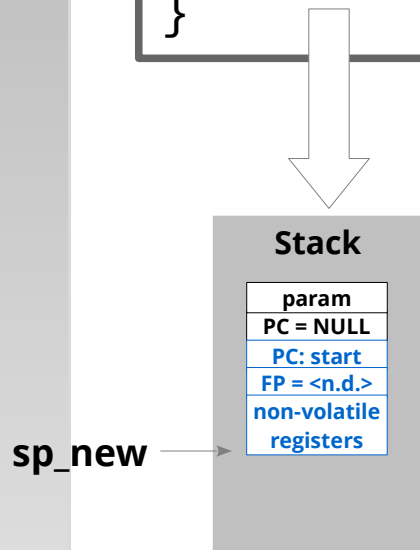 }
Stack
param
PC = NULL
PC: start
FP = <n.d.>
non-volatile
registers
sp_new